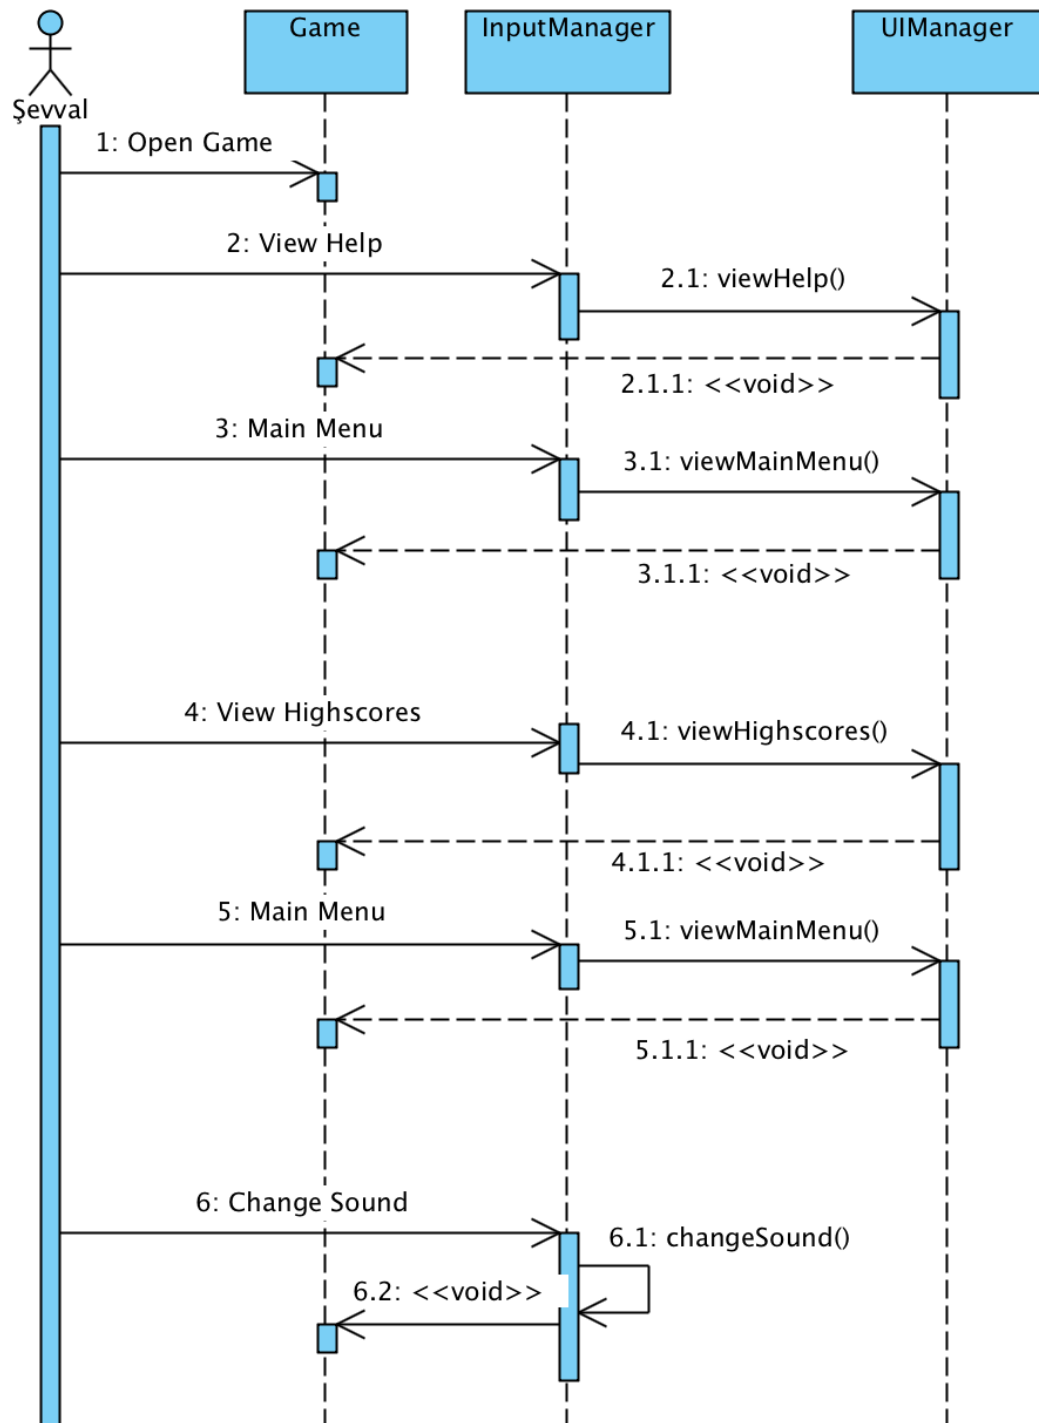 Game
InputManager
UIManager
Şevval
1: Open Game
2: View Help
2.1: viewHelp()
2.1.1: <<void>>
3: Main Menu
3.1: viewMainMenu()
3.1.1: <<void>>
4: View Highscores
4.1: viewHighscores()
4.1.1: <<void>>
5: Main Menu
5.1: viewMainMenu()
5.1.1: <<void>>
6: Change Sound
6.1: changeSound()
6.2: <<void>>